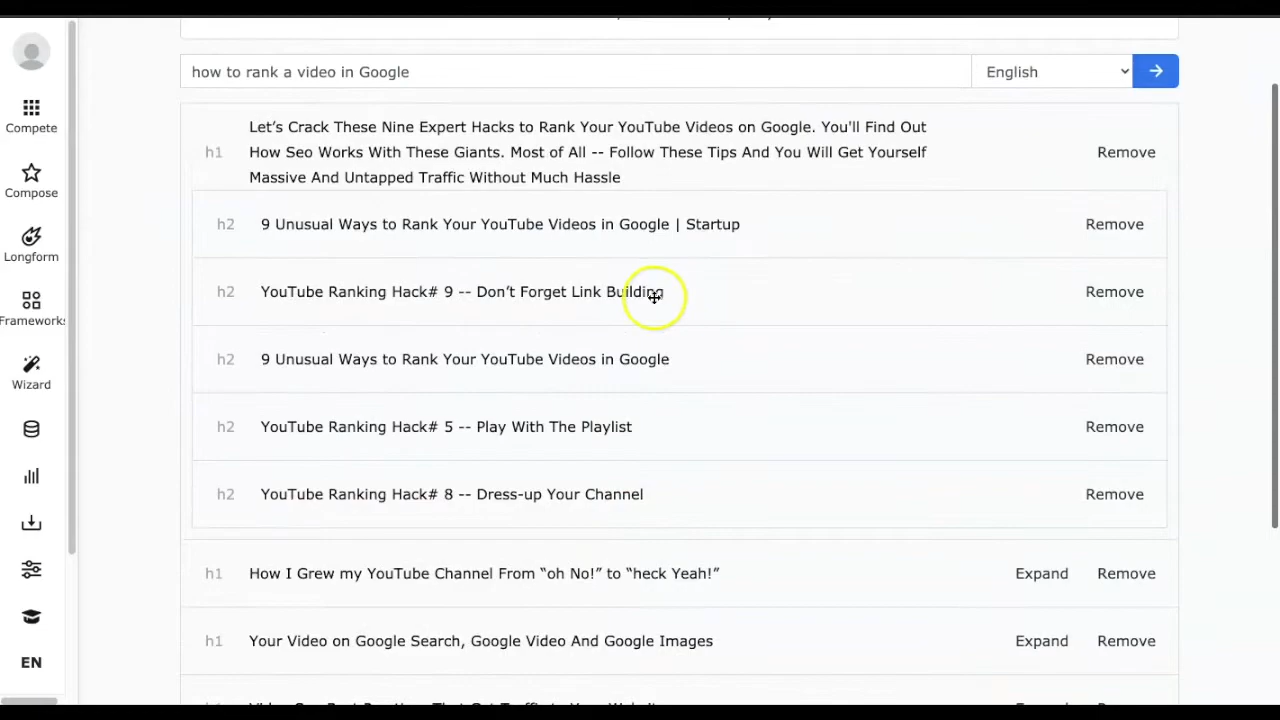 how to rank a video in Google
English
Compete
Compose
Longform
Frameworks
Wizard
EN
h1
Let’s Crack These Nine Expert Hacks to Rank Your YouTube Videos on Google. You'll Find Out
How Seo Works With These Giants. Most of All -- Follow These Tips And You Will Get Yourself
Massive And Untapped Traffic Without Much Hassle
Remove
h2 9 Unusual Ways to Rank Your YouTube Videos in Google | Startup Remove
h2 YouTube Ranking Hack# 9 -- Don’t Forget Link Building Remove
h2 9 Unusual Ways to Rank Your YouTube Videos in Google Remove
h2 YouTube Ranking Hack# 5 -- Play With The Playlist Remove
h2 YouTube Ranking Hack# 8 -- Dress-up Your Channel Remove
h1 How I Grew my YouTube Channel From “oh No!” to “heck Yeah!” Expand Remove
h1 Your Video on Google Search, Google Video And Google Images Expand Remove